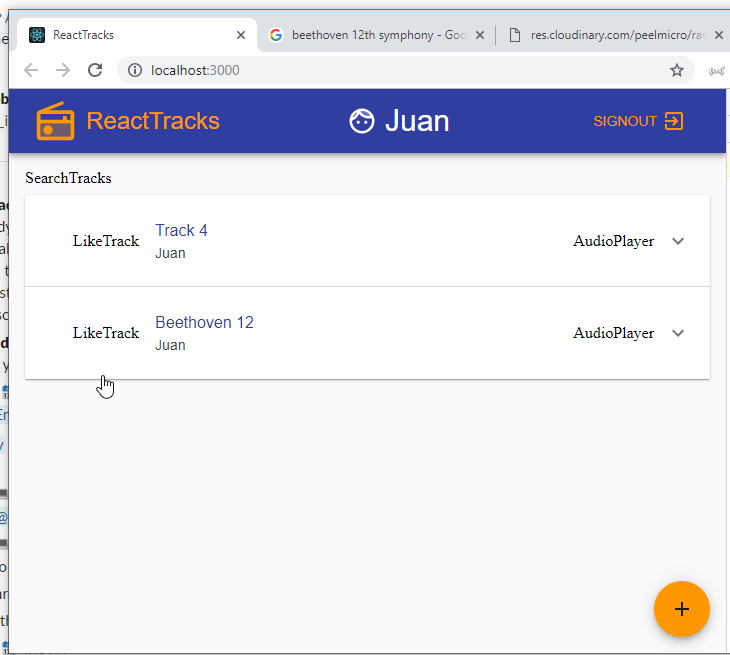 ReactTracks
beethoven 12th symphony - Goo
res.cloudinary.com/peelmicro/ra
localhost:3000
ReactTracks
Juan
SIGNOUT
SearchTracks
LikeTrack
Track 4
Juan
AudioPlayer
LikeTrack
Beethoven 12
Juan
AudioPlayer
+